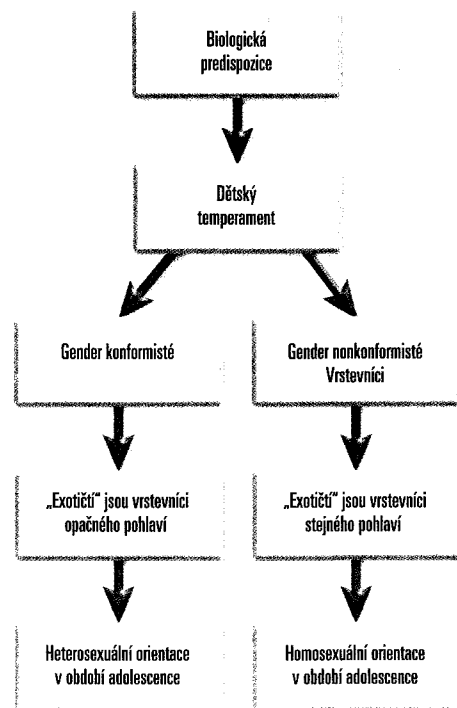 Biologická
predispozice
Dětský
temperament
Gender konformisté
Gender nonkonformisté
Vrstevníci
„Exotičtí“ jsou vrstevníci
opačného pohlaví
„Exotičtí“ jsou vrstevníci
stejného pohlaví
Heterosexuální orientace
v období adolescence
Homosexuální orientace
v období adolescence